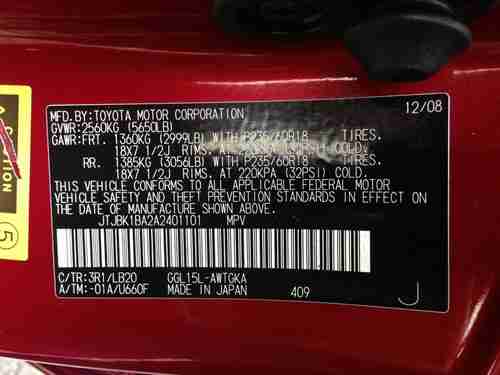 MFD.BY:TOYOTA MOTOR CORPORATION 12/08
GVWR:2560KG (5650LB)
GAWR:FRT. 1360KG (2999LB) WITH P235/60R18 TIRES.
18X7 1/2J RIMS. AT COLD.
RR. 1385KG (3056LB) WITH P235/60R18 TIRES.
18X7 1/2J RIMS. AT 220KPA (32PSI) COLD.
THIS VEHICLE CONFORMS TO ALL APPLICABLE FEDERAL MOTOR
VEHICLE SAFETY AND THEFT PREVENTION STANDARDS IN EFFECT ON
THE DATE OF MANUFACTURE SHOWN ABOVE.
JTJBK1BA2A2401101 MPV
C/TR:3R1/LB20 GGL15L-AWTGKA
A/TM:-01A/U660F MADE IN JAPAN 409 J
5